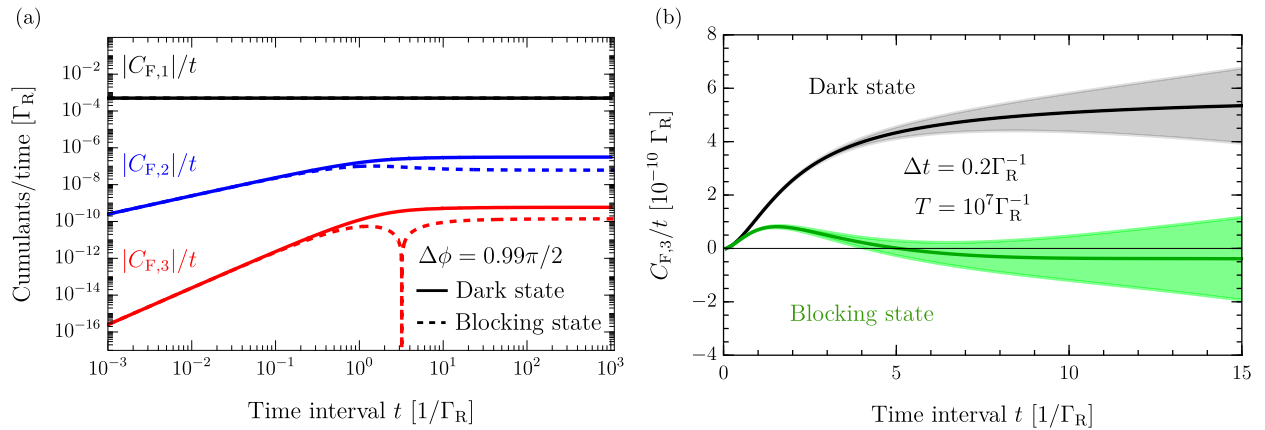 (a)
Cumulants/time [Γ_R]
10^−2
10^−4
10^−6
10^−8
10^−10
10^−12
10^−14
10^−16
|C_F,1|/t
|C_F,2|/t
|C_F,3|/t
Δϕ = 0.99π/2
Dark state
Blocking state
10^−3 10^−2 10^−1 10^0 10^1 10^2 10^3
Time interval t [1/Γ_R]
(b)
C_F,3/t [10^−10 Γ_R]
8
6
4
2
0
−2
−4
Dark state
Δt = 0.2Γ_R^−1
T = 10^7Γ_R^−1
Blocking state
0 5 10 15
Time interval t [1/Γ_R]